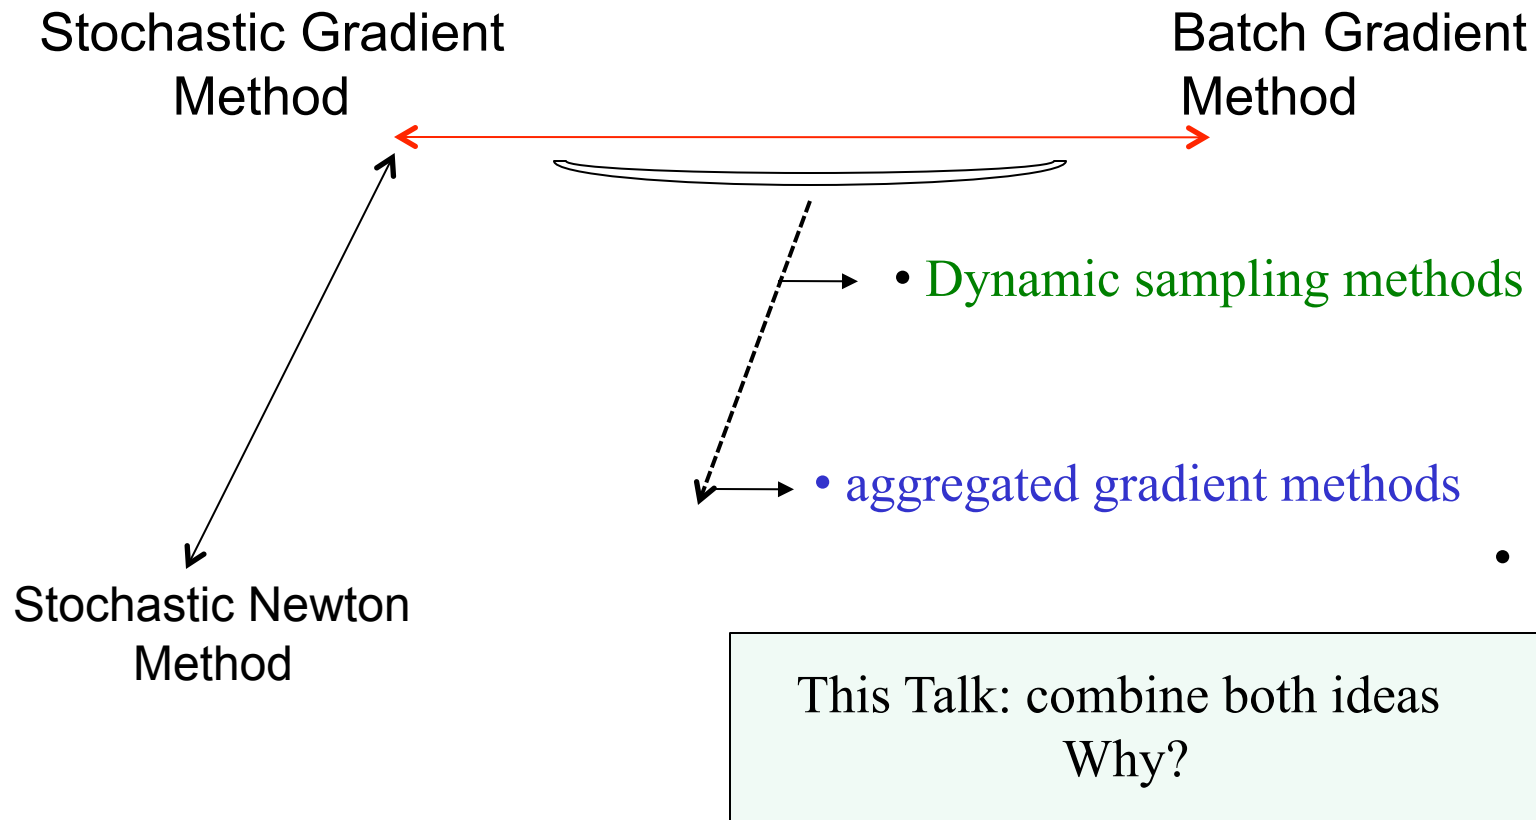 Stochastic Gradient
Method
Batch Gradient
Method
• Dynamic sampling methods
• aggregated gradient methods
•
Stochastic Newton
Method
This Talk: combine both ideas
Why?